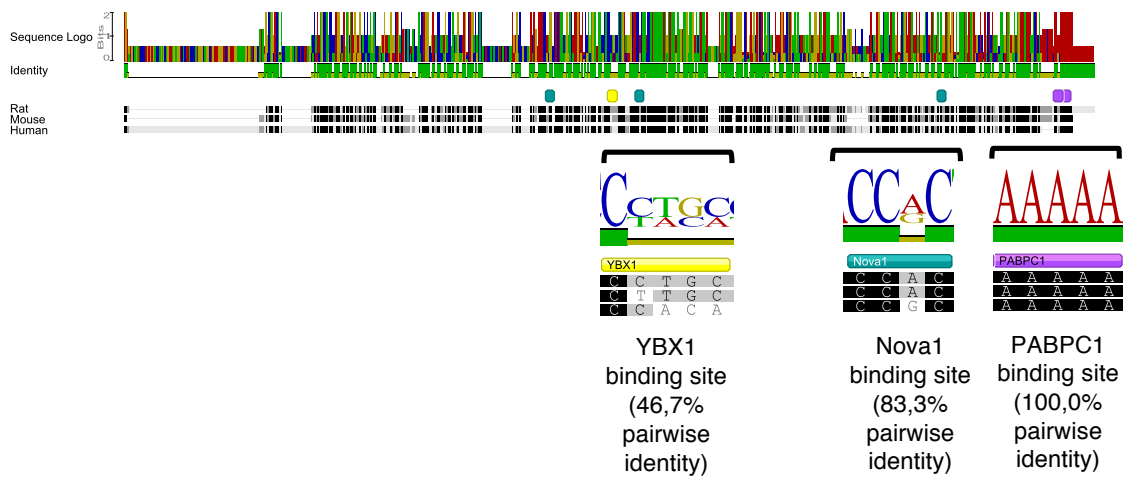 2
Sequence Logo
Bits
1
0
Identity
Rat
Mouse
Human
C C T G C
T A C A T
C C A C
G
A A A A A
YBX1
Nova1
PABPC1
C C T G C
C C A C
A A A A A
C T T G C
C C A C
A A A A A
C C A C A
C C G C
A A A A A
YBX1
binding site
(46,7%
pairwise
identity)
Nova1
binding site
(83,3%
pairwise
identity)
PABPC1
binding site
(100,0%
pairwise
identity)